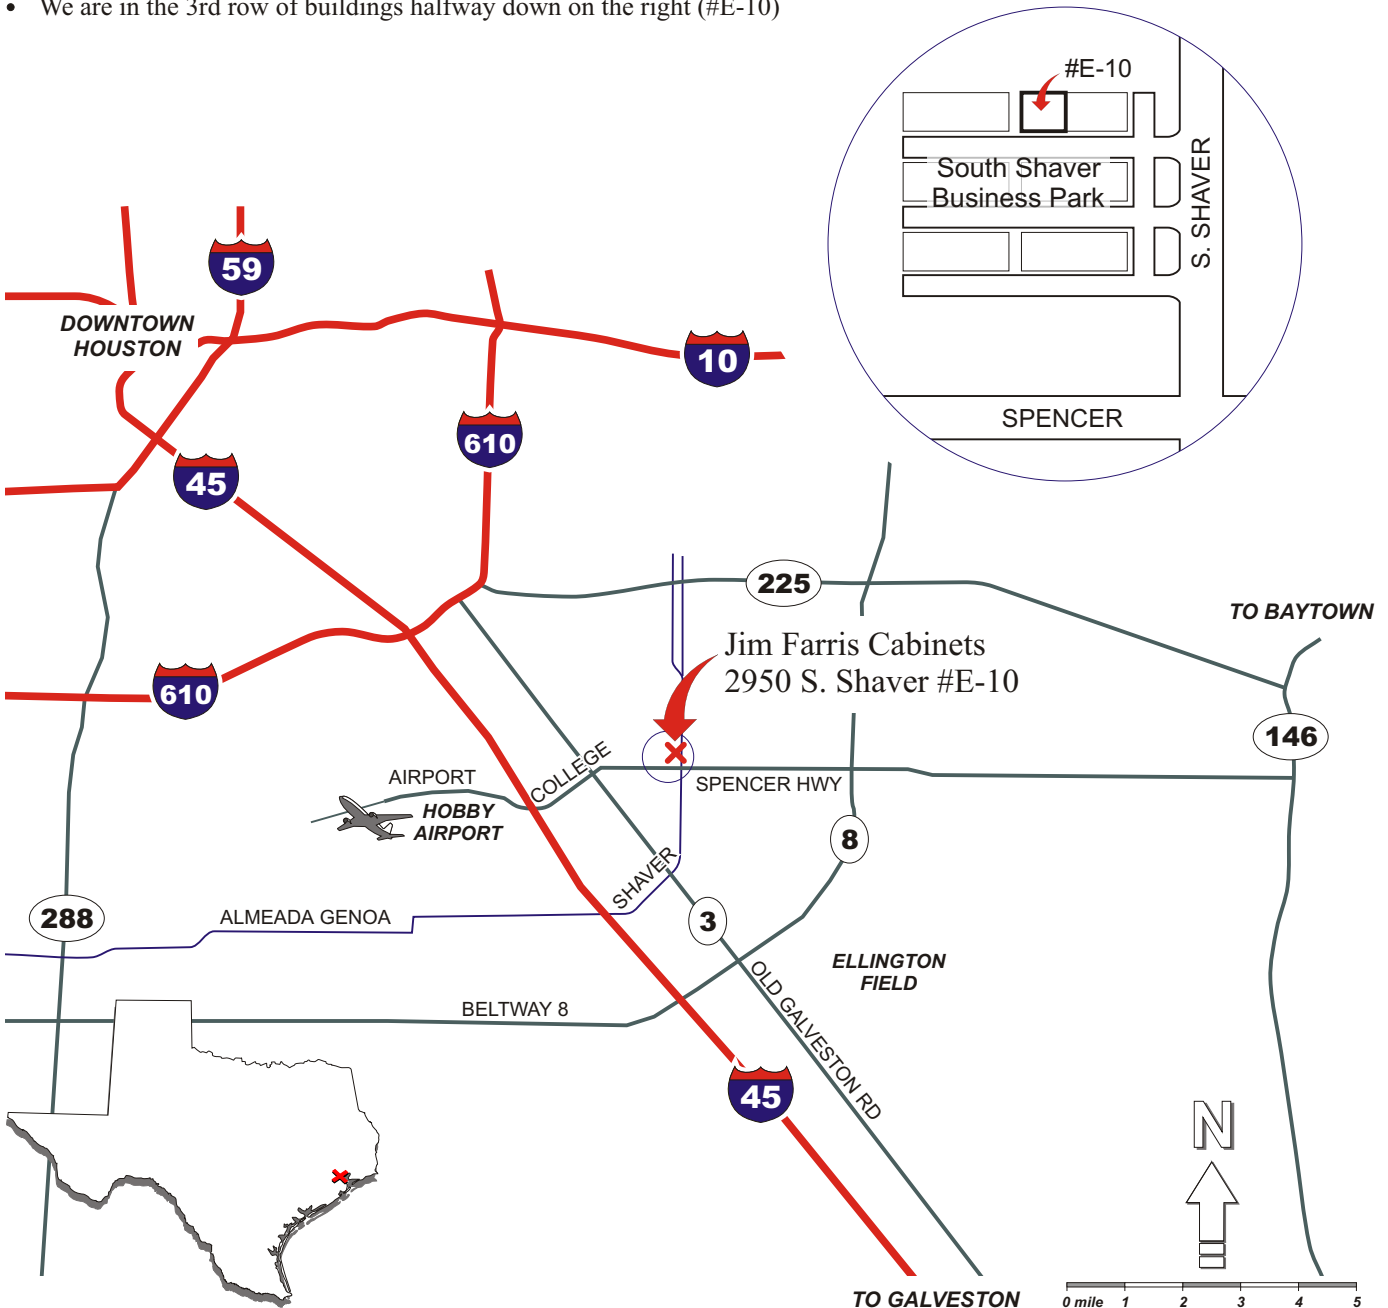 • We are in the 3rd row of buildings halfway down on the right (#E-10)
#E-10
South Shaver
Business Park
S. SHAVER
SPENCER
59
DOWNTOWN
HOUSTON
10
610
45
225
TO BAYTOWN
Jim Farris Cabinets
2950 S. Shaver #E-10
610
146
COLLEGE
AIRPORT
SPENCER HWY
HOBBY
AIRPORT
8
SHAVER
288
ALMEADA GENOA
3
ELLINGTON
FIELD
OLD GALVESTON RD
BELTWAY 8
45
N
TO GALVESTON
0 mile 1 2 3 4 5